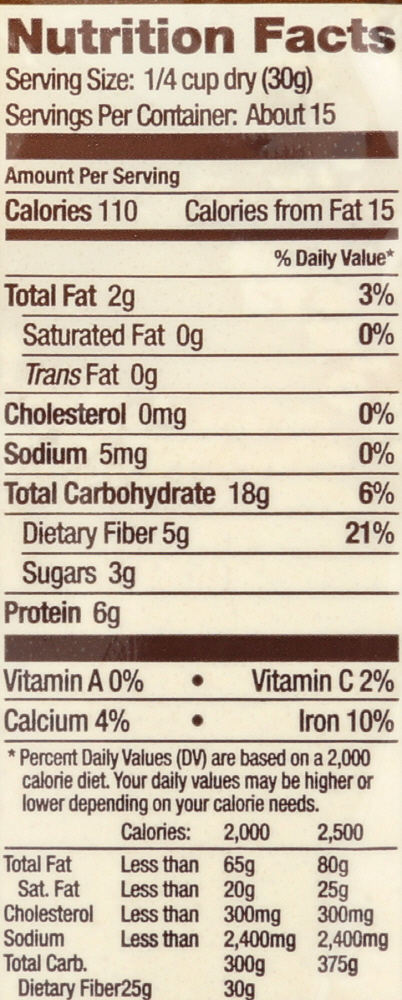 Nutrition Facts
Serving Size: 1/4 cup dry (30g)
Servings Per Container: About 15
Amount Per Serving
Calories 110 Calories from Fat 15
% Daily Value*
Total Fat 2g 3%
Saturated Fat 0g 0%
Trans Fat 0g
Cholesterol 0mg 0%
Sodium 5mg 0%
Total Carbohydrate 18g 6%
Dietary Fiber 5g 21%
Sugars 3g
Protein 6g
Vitamin A 0% • Vitamin C 2%
Calcium 4% • Iron 10%
* Percent Daily Values (DV) are based on a 2,000
calorie diet. Your daily values may be higher or
lower depending on your calorie needs.
Calories: 2,000 2,500
Total Fat Less than 65g 80g
Sat. Fat Less than 20g 25g
Cholesterol Less than 300mg 300mg
Sodium Less than 2,400mg 2,400mg
Total Carb. 300g 375g
Dietary Fiber25g 30g